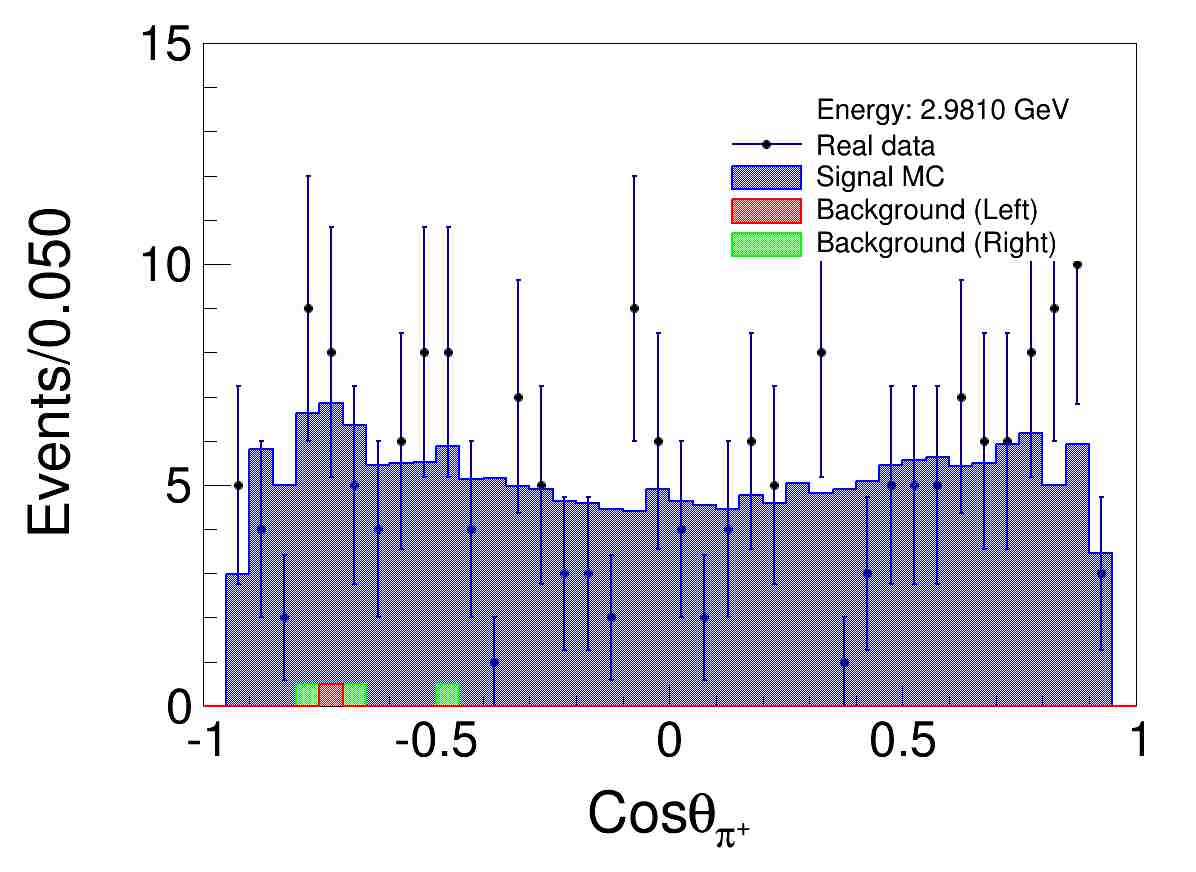 15
10
5
0
Events/0.050
Energy: 2.9810 GeV
Real data
Signal MC
Background (Left)
Background (Right)
-1
-0.5
0
0.5
1
Cosθπ+